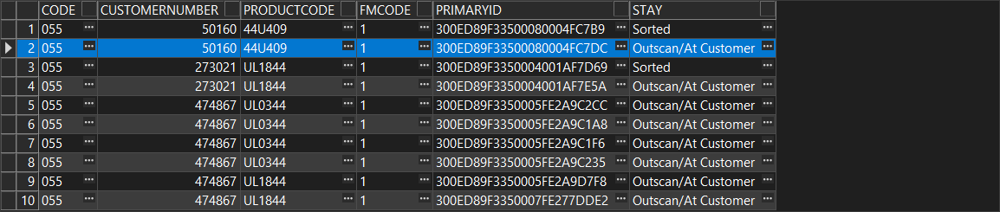 CODE CUSTOMERNUMBER PRODUCTCODE FMCODE PRIMARYID STAY
1 055 ... 50160 44U409 ... 1 ... 300ED89F33500080004FC7B9 ... Sorted ...
2 055 ... 50160 44U409 ... 1 ... 300ED89F33500080004FC7DC ... Outscan/At Customer ...
3 055 ... 273021 UL1844 ... 1 ... 300ED89F3350004001AF7D69 ... Sorted ...
4 055 ... 273021 UL1844 ... 1 ... 300ED89F3350004001AF7E5A ... Outscan/At Customer ...
5 055 ... 474867 UL0344 ... 1 ... 300ED89F3350005FE2A9C2CC ... Outscan/At Customer ...
6 055 ... 474867 UL0344 ... 1 ... 300ED89F3350005FE2A9C1A8 ... Outscan/At Customer ...
7 055 ... 474867 UL0344 ... 1 ... 300ED89F3350005FE2A9C1F6 ... Outscan/At Customer ...
8 055 ... 474867 UL0344 ... 1 ... 300ED89F3350005FE2A9C235 ... Outscan/At Customer ...
9 055 ... 474867 UL1844 ... 1 ... 300ED89F3350005FE2A9D7F8 ... Outscan/At Customer ...
10 055 ... 474867 UL1844 ... 1 ... 300ED89F3350007FE277DDE2 ... Outscan/At Customer ...